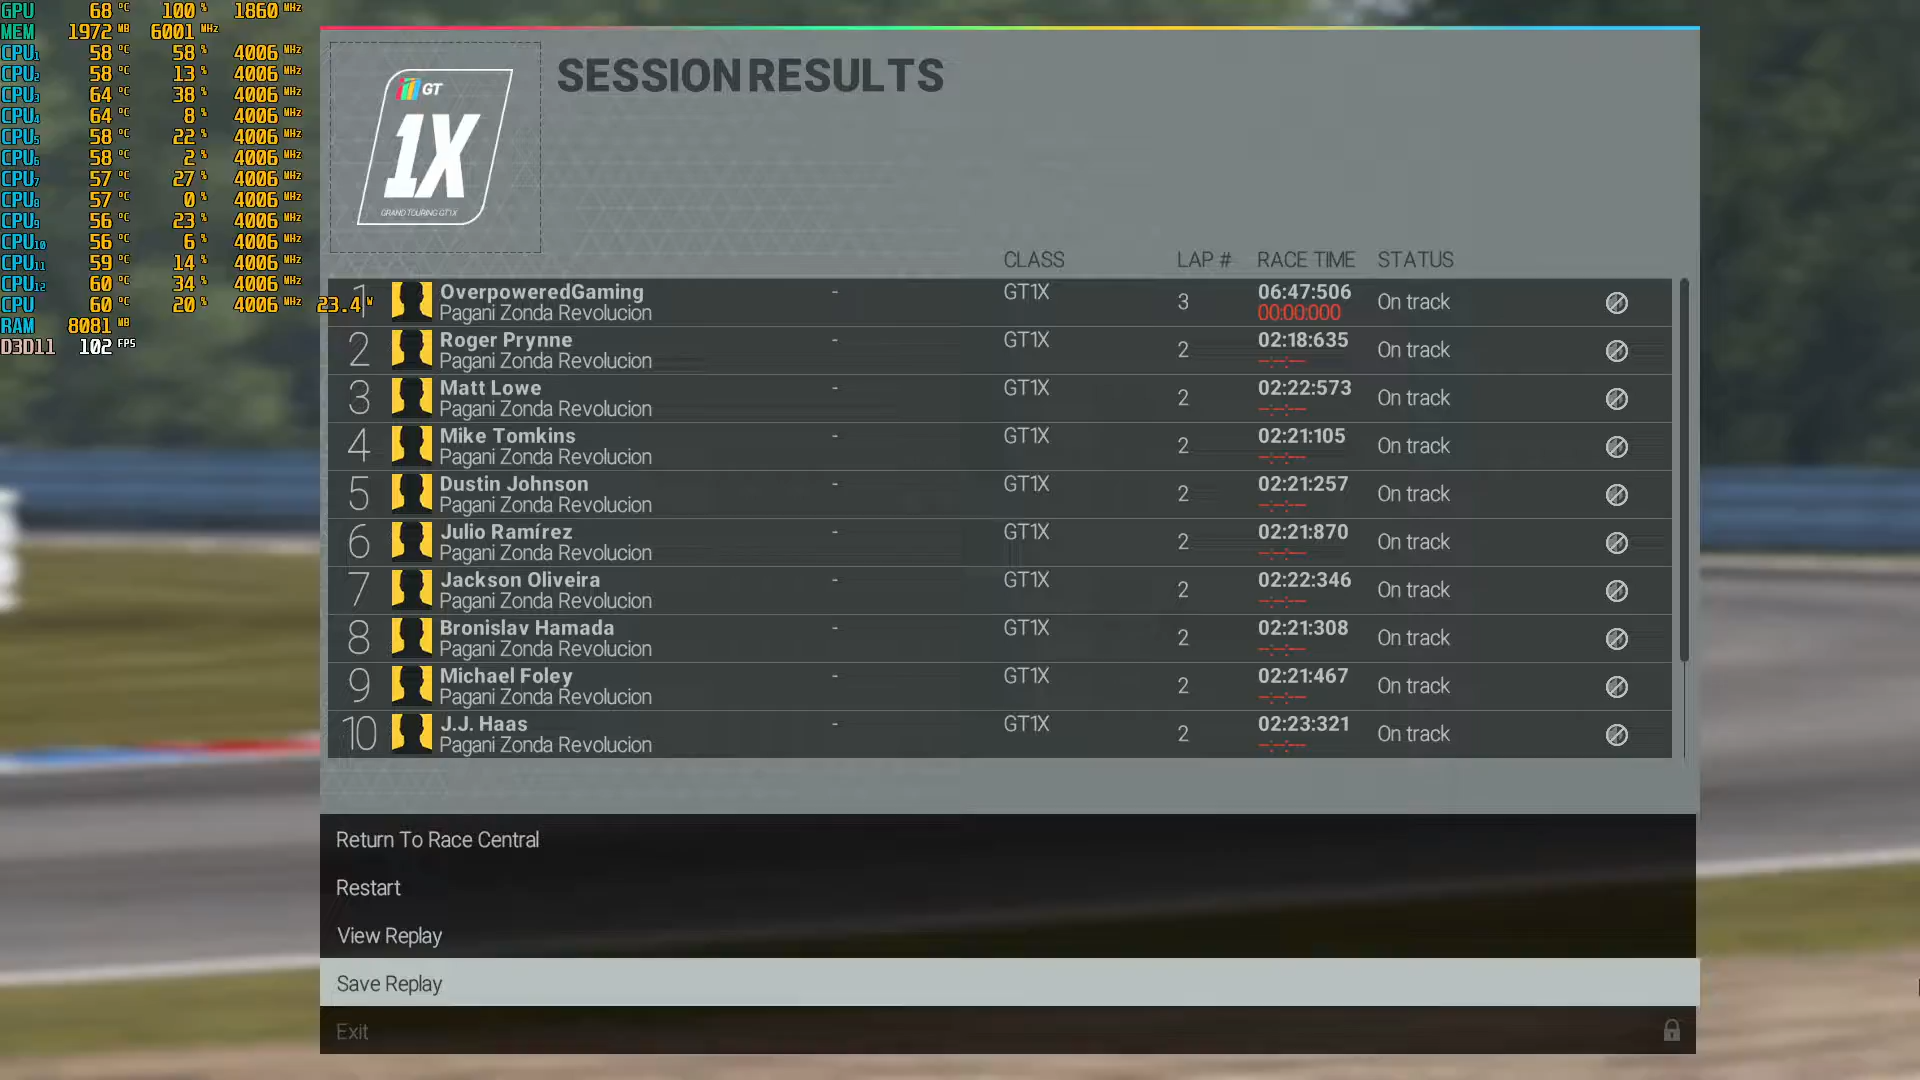 GPU 68 °C 100 % 1860 MHz
MEM 1972 MB 6001 MHz
CPU1 58 °C 58 % 4006 MHz
CPU2 58 °C 13 % 4006 MHz
CPU3 64 °C 38 % 4006 MHz
CPU4 64 °C 8 % 4006 MHz
CPU5 58 °C 22 % 4006 MHz
CPU6 58 °C 2 % 4006 MHz
CPU7 57 °C 27 % 4006 MHz
CPU8 57 °C 0 % 4006 MHz
CPU9 56 °C 23 % 4006 MHz
CPU10 56 °C 6 % 4006 MHz
CPU11 59 °C 14 % 4006 MHz
CPU12 60 °C 34 % 4006 MHz
CPU 60 °C 20 % 4006 MHz 23.4 W
RAM 8081 MB
D3D11 102 FPS
GT
1X
GRAND TOURING GT1X
SESSION RESULTS
CLASS LAP # RACE TIME STATUS
1 OverpoweredGaming - GT1X 3 06:47:506 On track
Pagani Zonda Revolucion 00:00:000
2 Roger Prynne - GT1X 2 02:18:635 On track
Pagani Zonda Revolucion --:--:---
3 Matt Lowe - GT1X 2 02:22:573 On track
Pagani Zonda Revolucion --:--:---
4 Mike Tomkins - GT1X 2 02:21:105 On track
Pagani Zonda Revolucion --:--:---
5 Dustin Johnson - GT1X 2 02:21:257 On track
Pagani Zonda Revolucion --:--:---
6 Julio Ramírez - GT1X 2 02:21:870 On track
Pagani Zonda Revolucion --:--:---
7 Jackson Oliveira - GT1X 2 02:22:346 On track
Pagani Zonda Revolucion --:--:---
8 Bronislav Hamada - GT1X 2 02:21:308 On track
Pagani Zonda Revolucion --:--:---
9 Michael Foley - GT1X 2 02:21:467 On track
Pagani Zonda Revolucion --:--:---
10 J.J. Haas - GT1X 2 02:23:321 On track
Pagani Zonda Revolucion --:--:---
Return To Race Central
Restart
View Replay
Save Replay
Exit